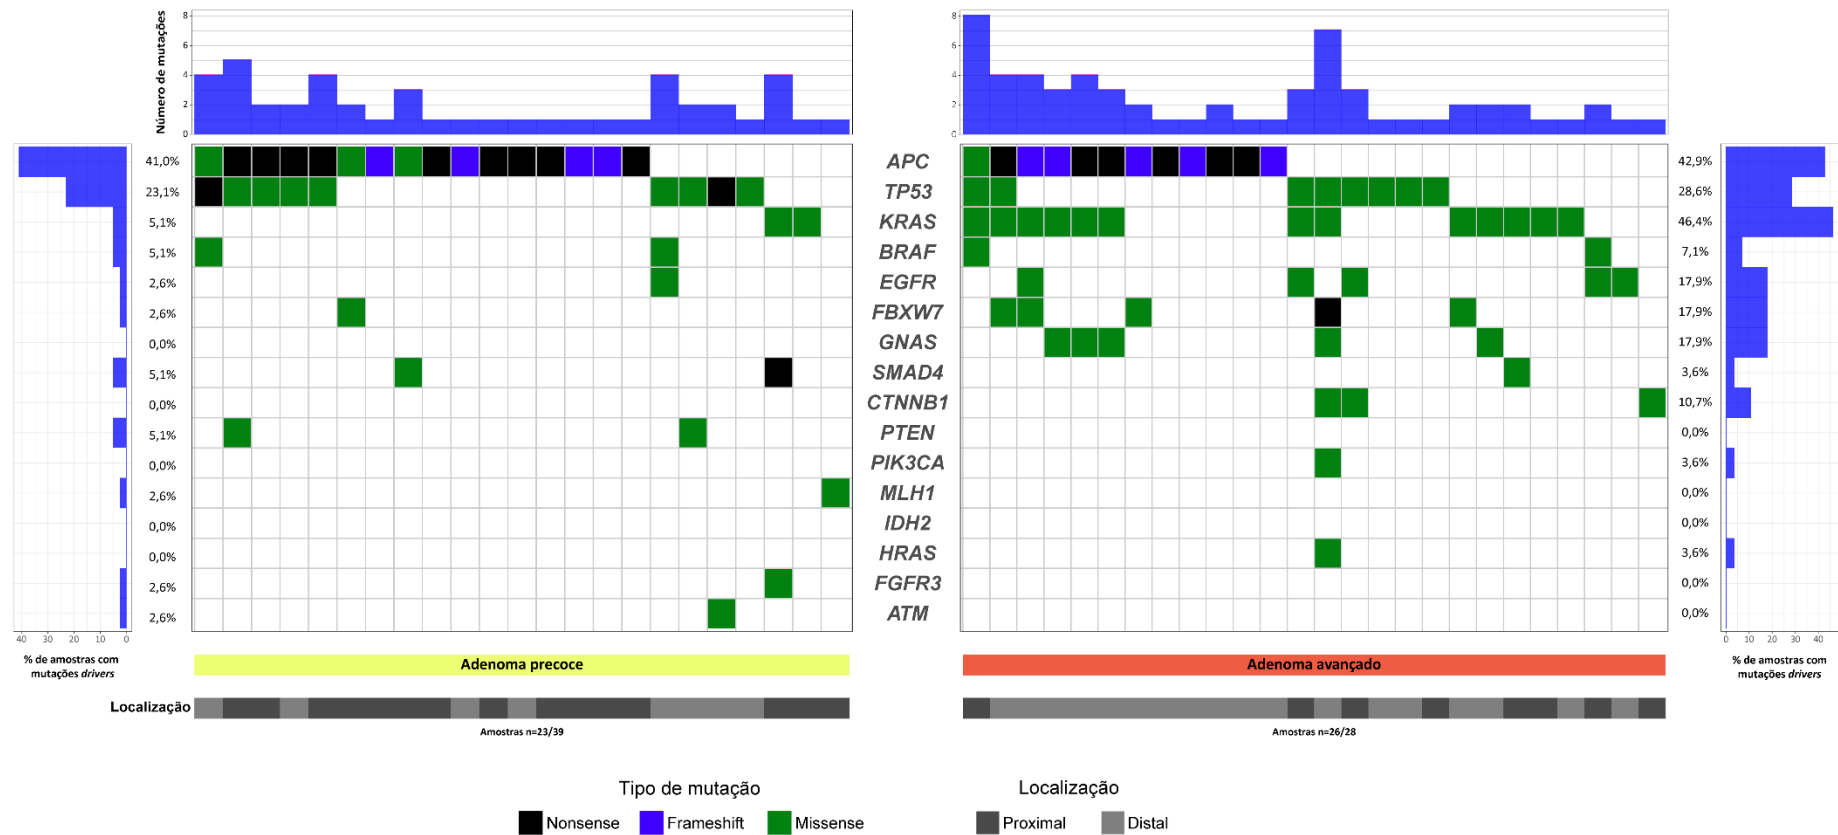 Número de mutações
8
6
4
2
0
8
6
4
2
0
41,0% APC 42,9%
23,1% TP53 28,6%
5,1% KRAS 46,4%
5,1% BRAF 7,1%
2,6% EGFR 17,9%
2,6% FBXW7 17,9%
0,0% GNAS 17,9%
5,1% SMAD4 3,6%
0,0% CTNNB1 10,7%
5,1% PTEN 0,0%
0,0% PIK3CA 3,6%
2,6% MLH1 0,0%
0,0% IDH2 0,0%
0,0% HRAS 3,6%
2,6% FGFR3 0,0%
2,6% ATM 0,0%
40 30 20 10 0
0 10 20 30 40
% de amostras com
mutações drivers
Adenoma precoce
Adenoma avançado
% de amostras com
mutações drivers
Localização
Amostras n=23/39
Amostras n=26/28
Tipo de mutação
Localização
Nonsense Frameshift Missense
Proximal Distal